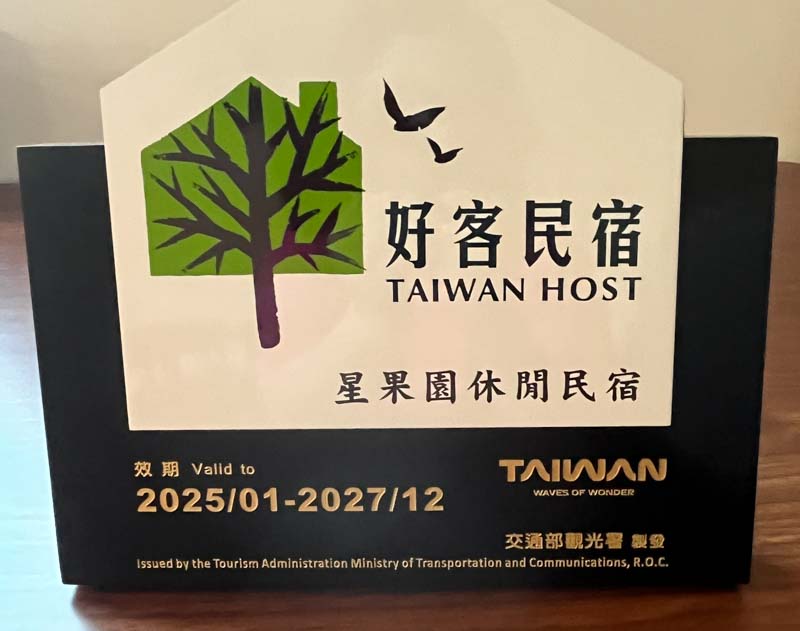 好客民宿
TAIWAN HOST
星果園休閒民宿
效期 Valid to
2025/01-2027/12
TAIWAN
WAVES OF WONDER
交通部觀光署 製發
Issued by the Tourism Administration Ministry of Transportation and Communications, R.O.C.